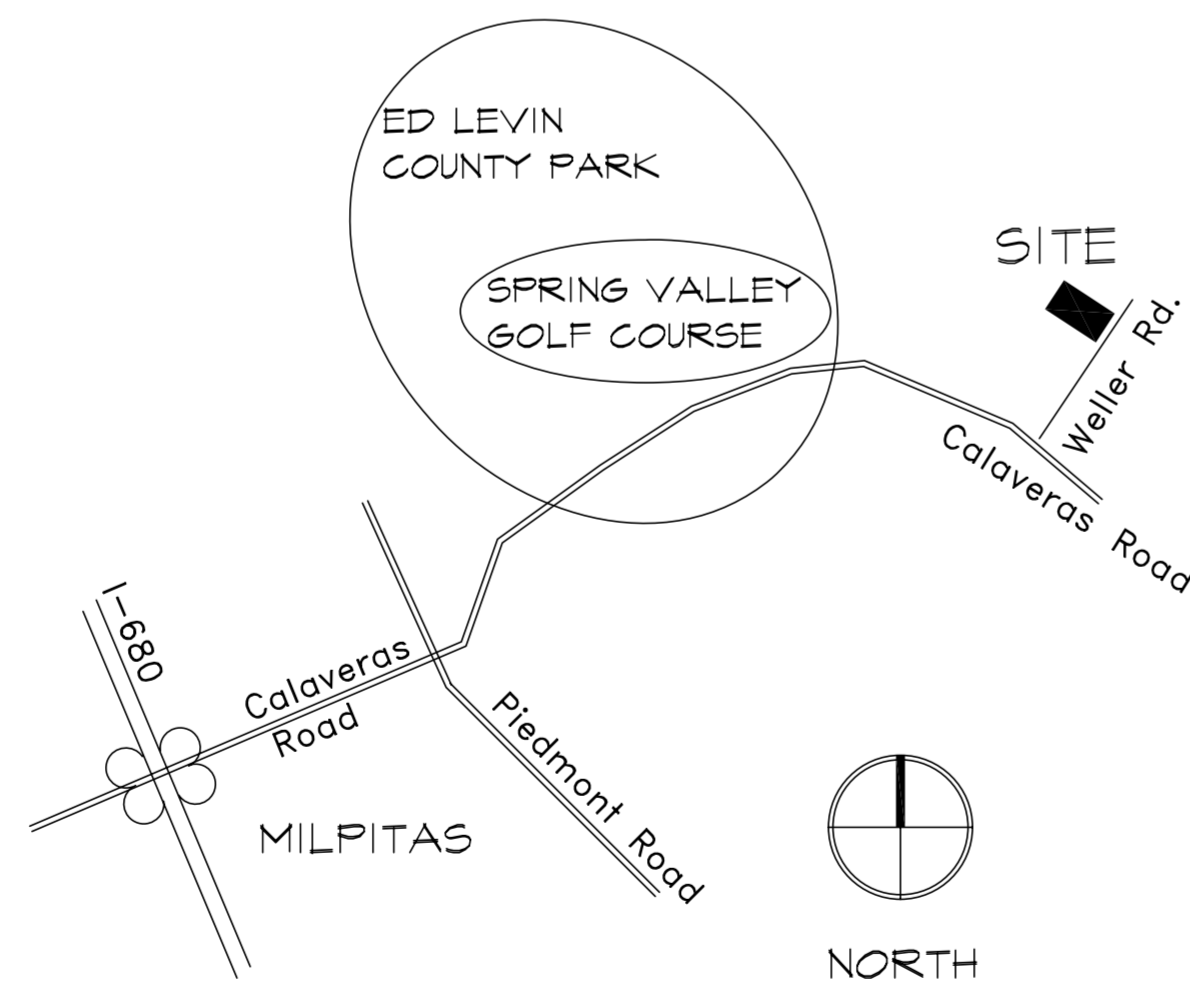 ED LEVIN
COUNTY PARK
SPRING VALLEY
GOLF COURSE
SITE
Weller Rd.
Calaveras Road
I-680
Calaveras
Road
Piedmont Road
MILPITAS
NORTH